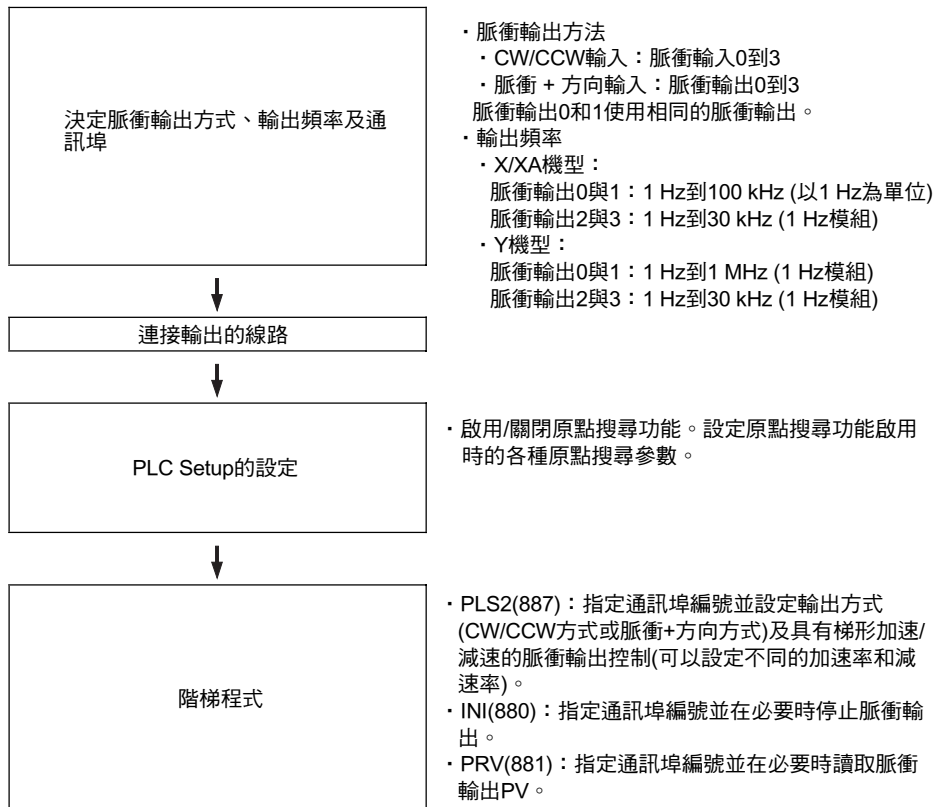 決定脈衝輸出方式、輸出頻率及通
訊埠
・脈衝輸出方法
・CW/CCW輸入：脈衝輸入0到3
・脈衝 + 方向輸入：脈衝輸出0到3
脈衝輸出0和1使用相同的脈衝輸出。
・輸出頻率
・X/XA機型：
脈衝輸出0與1：1 Hz到100 kHz (以1 Hz為單位)
脈衝輸出2與3：1 Hz到30 kHz (1 Hz模組)
・Y機型：
脈衝輸出0與1：1 Hz到1 MHz (1 Hz模組)
脈衝輸出2與3：1 Hz到30 kHz (1 Hz模組)
連接輸出的線路
PLC Setup的設定
・啟用/關閉原點搜尋功能。設定原點搜尋功能啟用
時的各種原點搜尋參數。
階梯程式
・PLS2(887)：指定通訊埠編號並設定輸出方式
(CW/CCW方式或脈衝+方向方式)及具有梯形加速/
減速的脈衝輸出控制(可以設定不同的加速率和減
速率)。
・INI(880)：指定通訊埠編號並在必要時停止脈衝輸
出。
・PRV(881)：指定通訊埠編號並在必要時讀取脈衝
輸出PV。